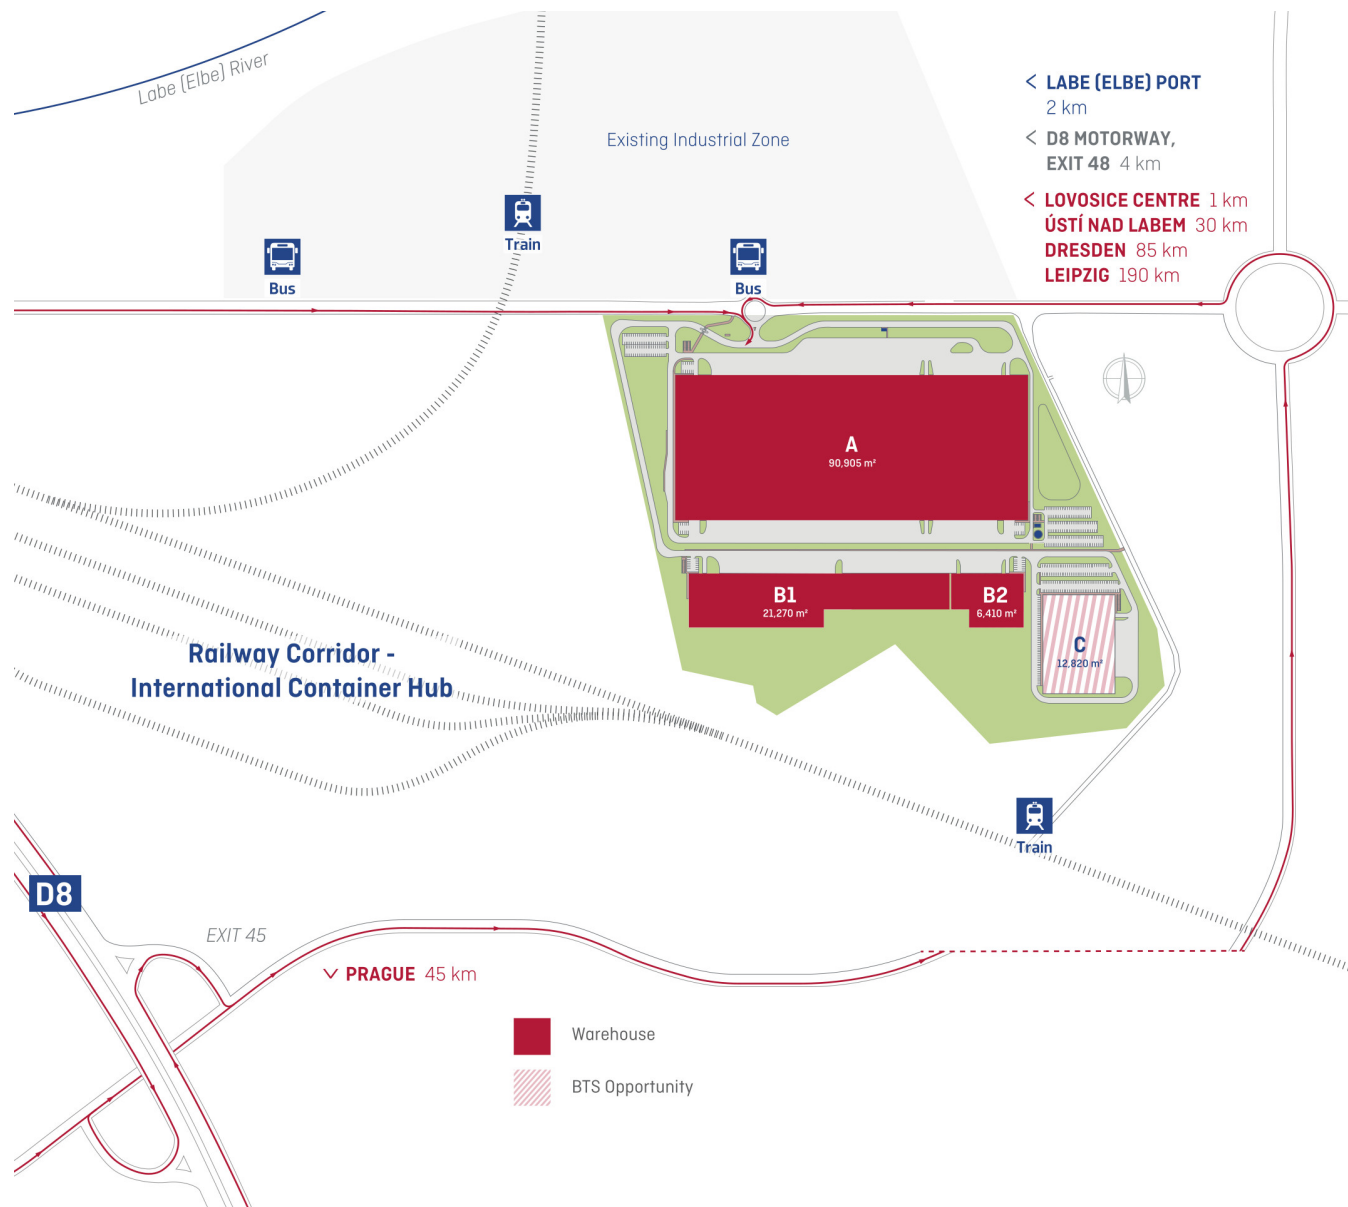 Labe (Elbe) River
Existing Industrial Zone
< LABE (ELBE) PORT
2 km
< D8 MOTORWAY,
EXIT 48 4 km
< LOVOSICE CENTRE 1 km
ÚSTÍ NAD LABEM 30 km
DRESDEN 85 km
LEIPZIG 190 km
Train
Bus
Bus
A
90,905 m²
B1
21,270 m²
B2
6,410 m²
C
12,820 m²
Railway Corridor -
International Container Hub
Train
D8
EXIT 45
PRAGUE 45 km
Warehouse
BTS Opportunity